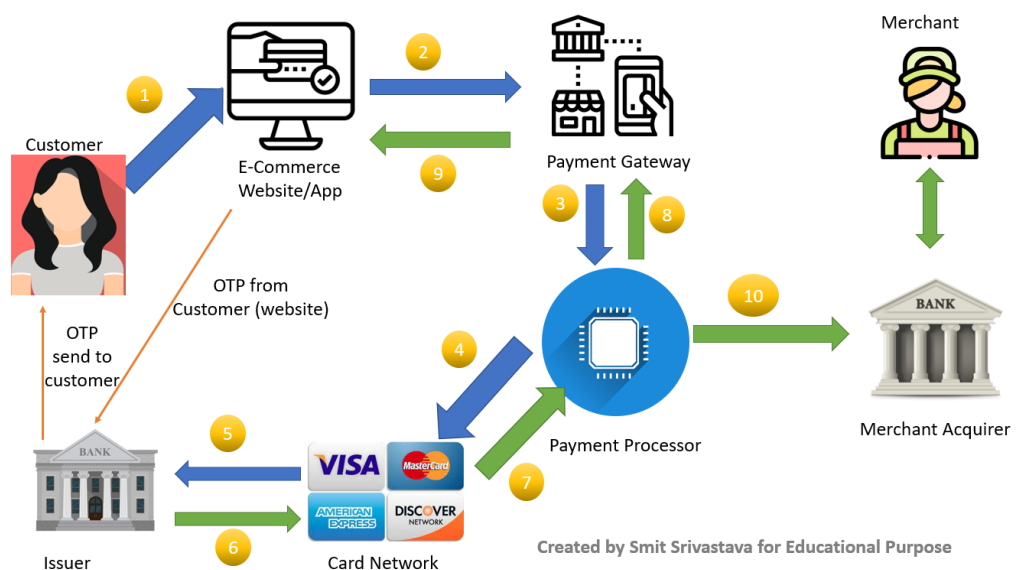 Merchant
2
1
Customer
E-Commerce
Website/App
Payment Gateway
9
3
8
OTP from
Customer (website)
10
BANK
OTP
send to
customer
4
Merchant Acquirer
Payment Processor
5
BANK
VISA
MasterCard
7
AMERICAN
EXPRESS
DISCOVER
NETWORK
6
Issuer
Card Network
Created by Smit Srivastava for Educational Purpose